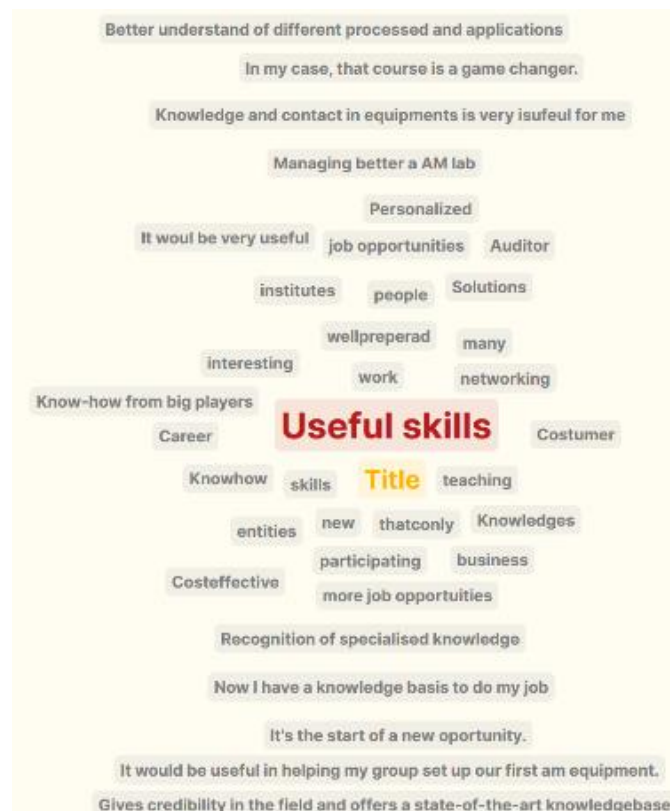 Better understand of different processed and applications
In my case, that course is a game changer.
Knowledge and contact in equipments is very isufeul for me
Managing better a AM lab
Personalized
It woul be very useful
job opportunities
Auditor
institutes
people
Solutions
wellpreperad
many
interesting
work
networking
Know-how from big players
Useful skills
Career
Costumer
Knowhow
skills
Title
teaching
entities
new
thatconly
Knowledges
participating
business
Costeffective
more job opportuities
Recognition of specialised knowledge
Now I have a knowledge basis to do my job
It's the start of a new oportunity.
It would be useful in helping my group set up our first am equipment.
Gives credibility in the field and offers a state-of-the-art knowledgebase